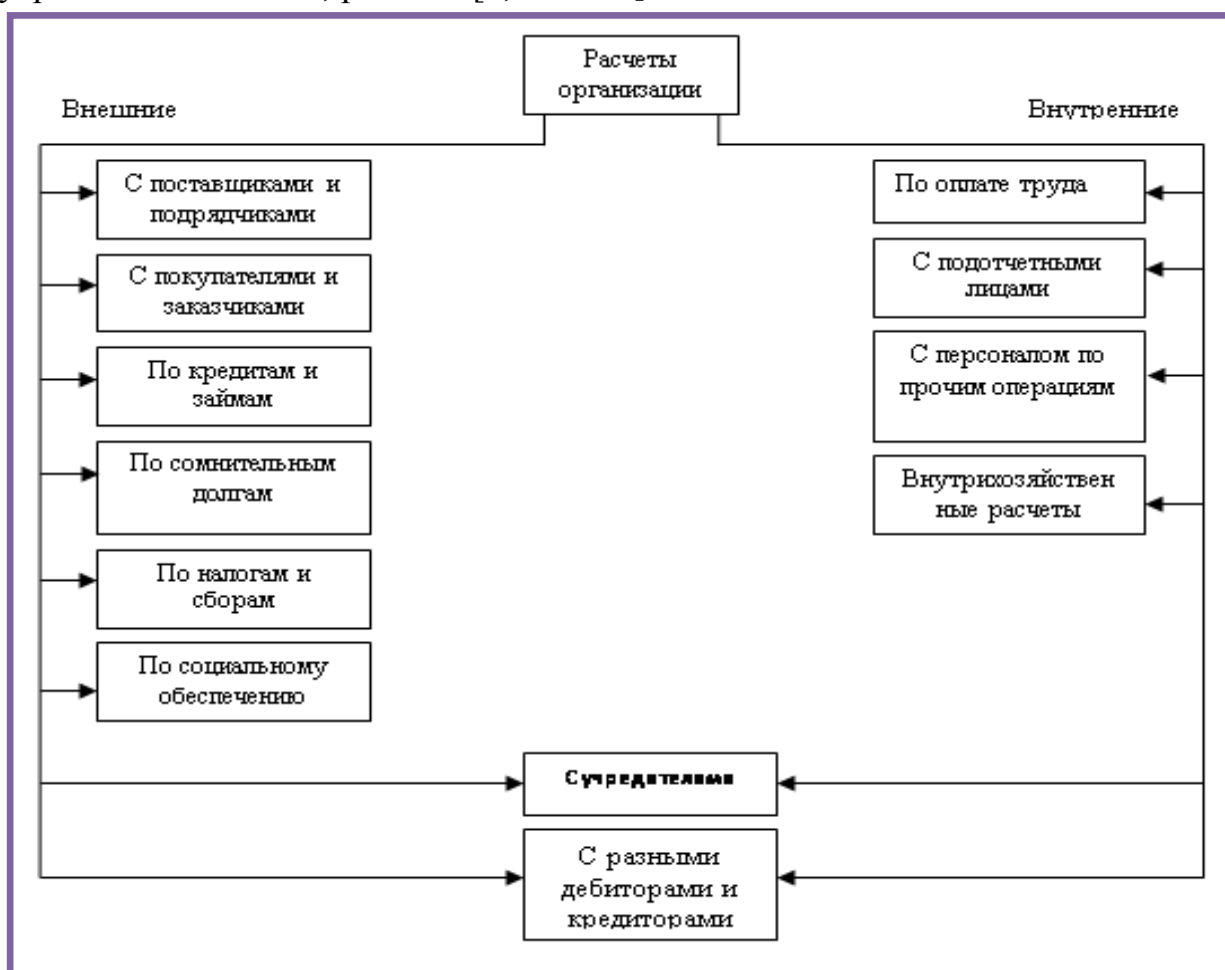 Расчеты
организации
Внешние
Внутренние
С поставщиками и
подрядчиками
С покупателями и
заказчиками
По кредитам и
займам
По сомнительным
долгам
По налогам и
сборам
По социальному
обеспечению
По оплате труда
С подотчетными
лицами
С персоналом по
прочим операциям
Внутрихозяйствен
ные расчеты
С учредителями
С разными
дебиторами и
кредиторами